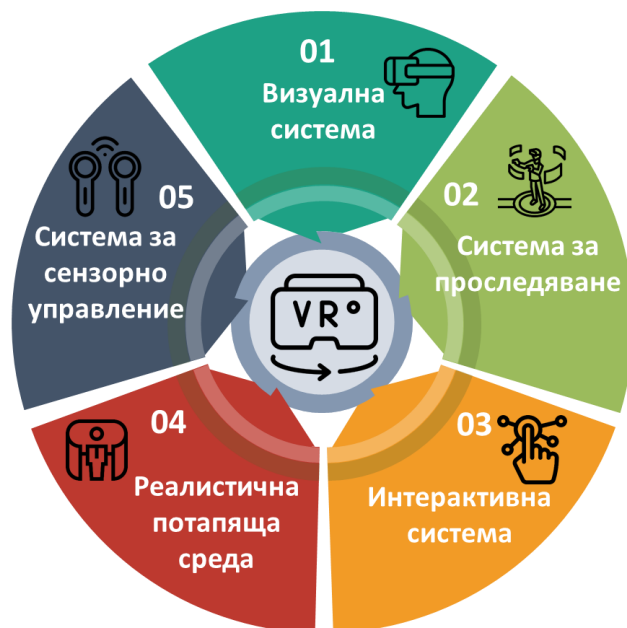 01
Визуална
система
02
Система за
проследяване
03
Интерактивна
система
04
Реалистична
потапяща
среда
05
Система за
сензорно
управление
VR